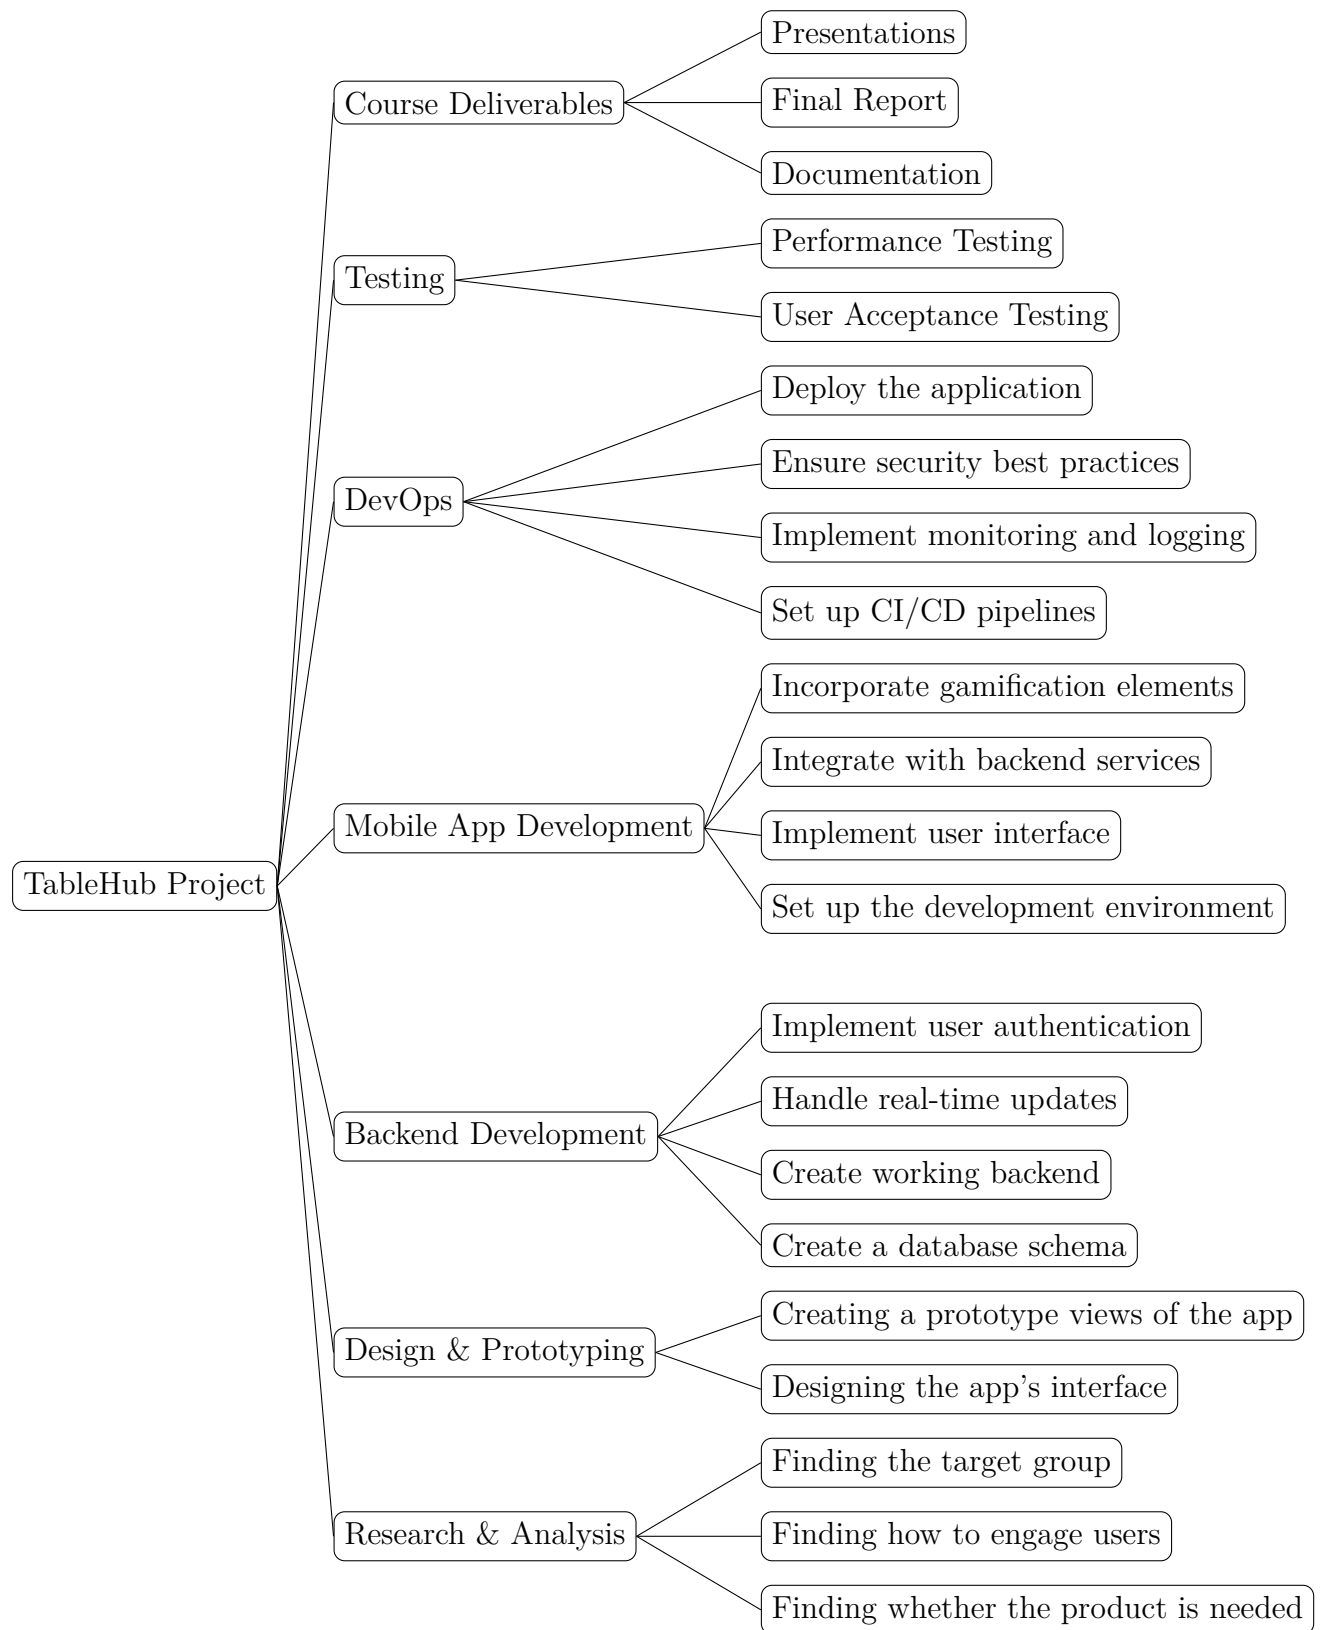 Presentations
Course Deliverables
Final Report
Documentation
Performance Testing
Testing
User Acceptance Testing
Deploy the application
Ensure security best practices
DevOps
Implement monitoring and logging
Set up CI/CD pipelines
Incorporate gamification elements
Integrate with backend services
Mobile App Development
Implement user interface
TableHub Project
Set up the development environment
Implement user authentication
Handle real-time updates
Backend Development
Create working backend
Create a database schema
Creating a prototype views of the app
Design & Prototyping
Designing the app's interface
Finding the target group
Research & Analysis
Finding how to engage users
Finding whether the product is needed